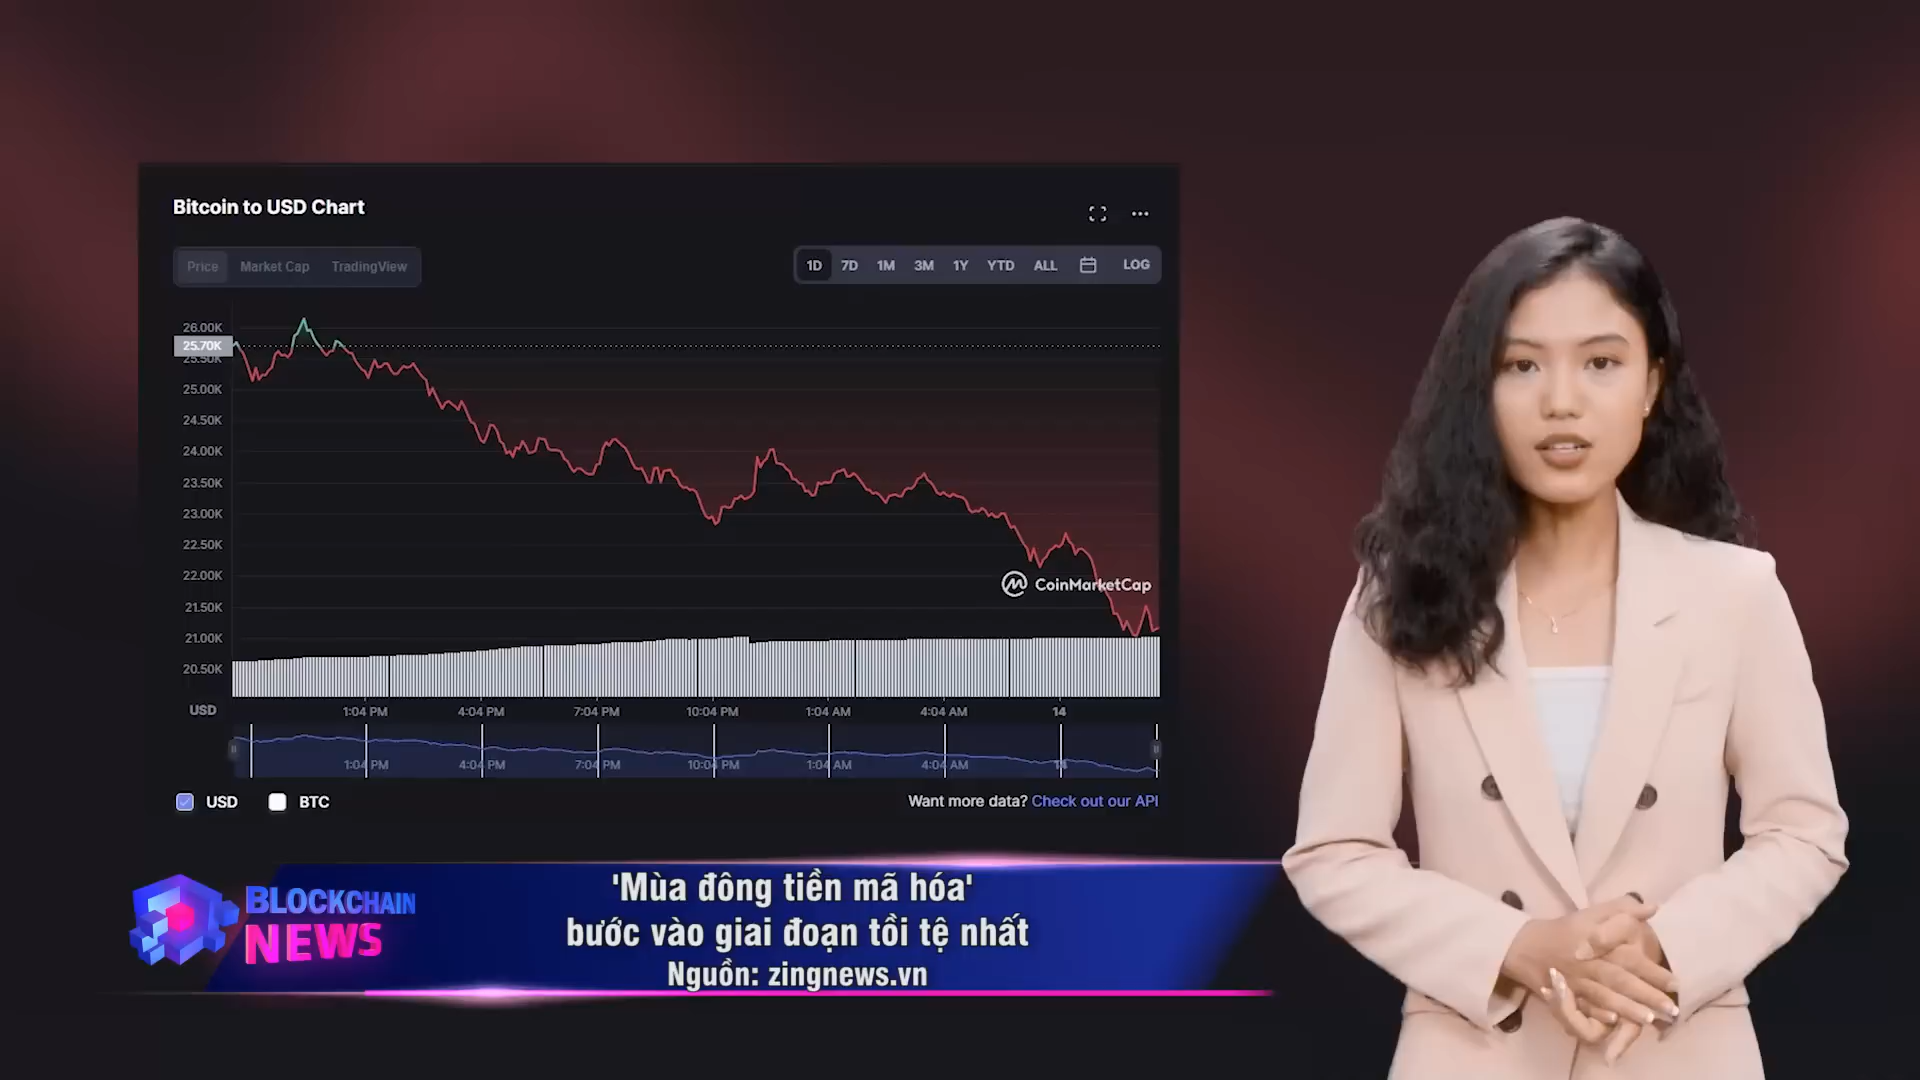 Bitcoin to USD Chart
Price Market Cap TradingView
1D 7D 1M 3M 1Y YTD ALL LOG
26.00K
25.70K
25.50K
25.00K
24.50K
24.00K
23.50K
23.00K
22.50K
22.00K
21.50K
21.00K
20.50K
CoinMarketCap
USD 1:04 PM 4:04 PM 7:04 PM 10:04 PM 1:04 AM 4:04 AM 14
1:04 PM 4:04 PM 7:04 PM 10:04 PM 1:04 AM 4:04 AM 14
USD BTC
Want more data? Check out our API
BLOCKCHAIN
NEWS
'Mùa đông tiền mã hóa'
bước vào giai đoạn tồi tệ nhất
Nguồn: zingnews.vn